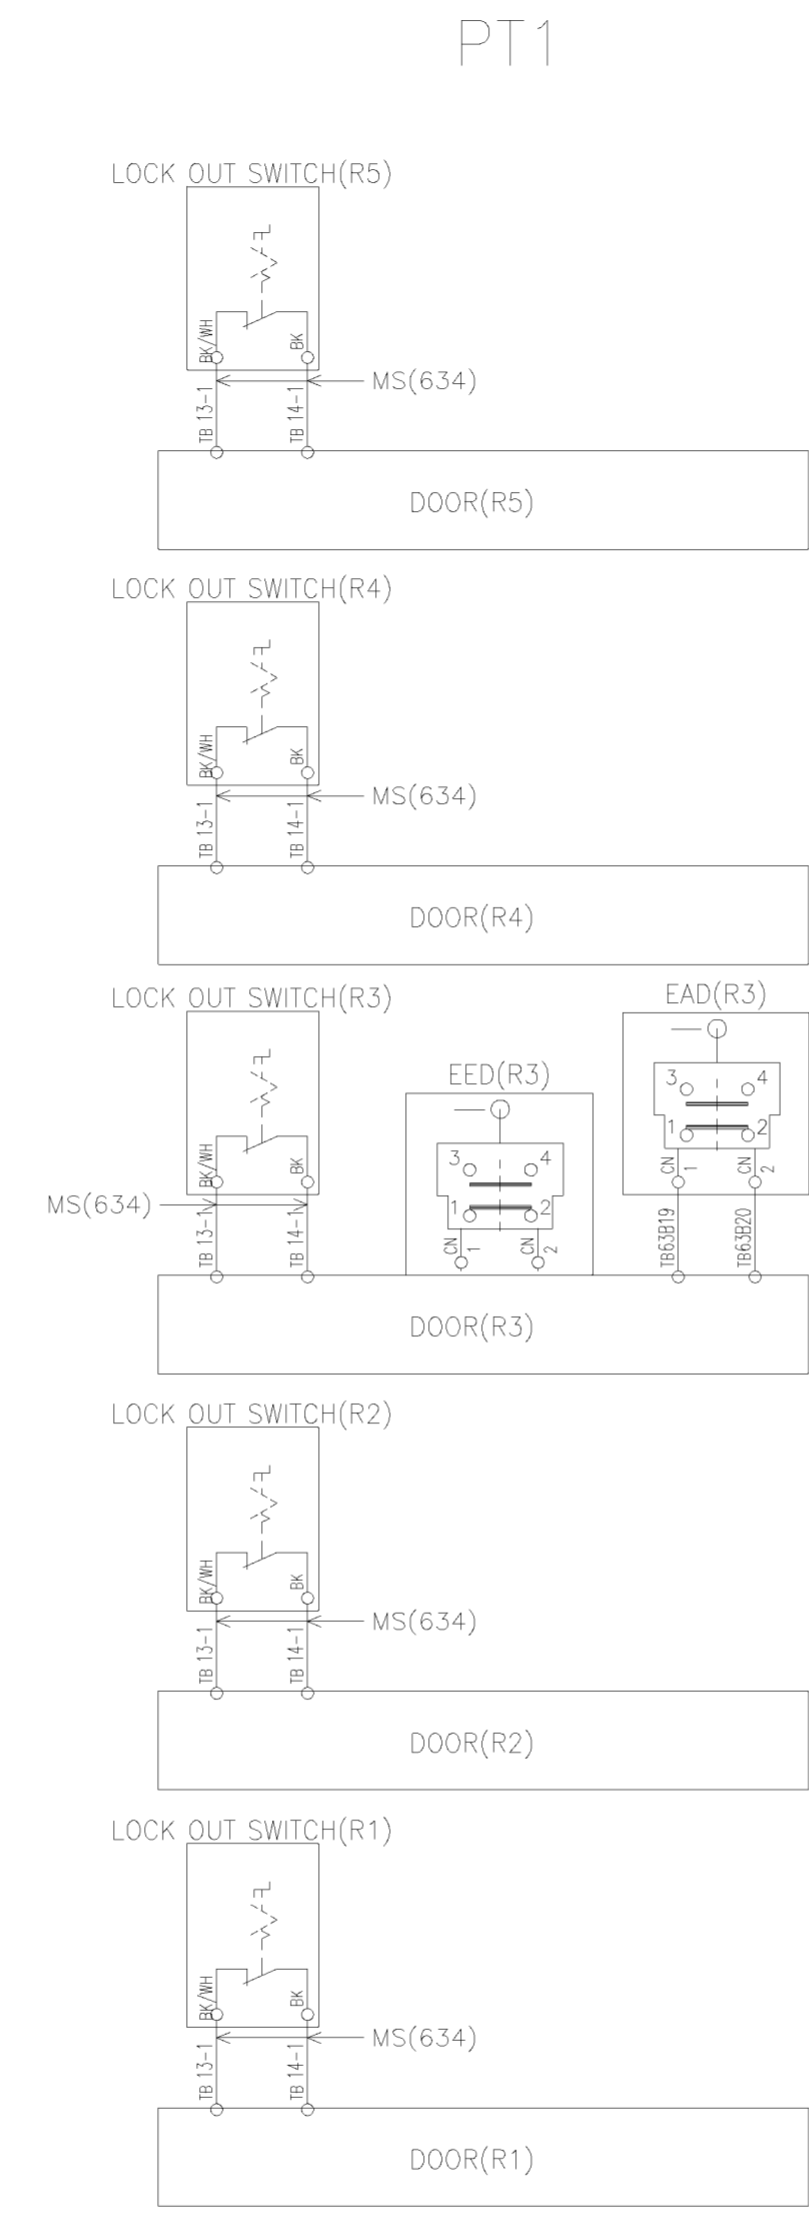 PT1
LOCK OUT SWITCH(R5)
BK/WH
BK
MS(634)
TB 13-1
TB 14-1
DOOR(R5)
LOCK OUT SWITCH(R4)
BK/WH
BK
MS(634)
TB 13-1
TB 14-1
DOOR(R4)
LOCK OUT SWITCH(R3)
BK/WH
BK
MS(634)
TB 13-1
TB 14-1
EED(R3)
3
4
1
2
CN
1
CN
2
EAD(R3)
3
4
1
2
CN
1
CN
2
TB63B19
TB63B20
DOOR(R3)
LOCK OUT SWITCH(R2)
BK/WH
BK
MS(634)
TB 13-1
TB 14-1
DOOR(R2)
LOCK OUT SWITCH(R1)
BK/WH
BK
MS(634)
TB 13-1
TB 14-1
DOOR(R1)